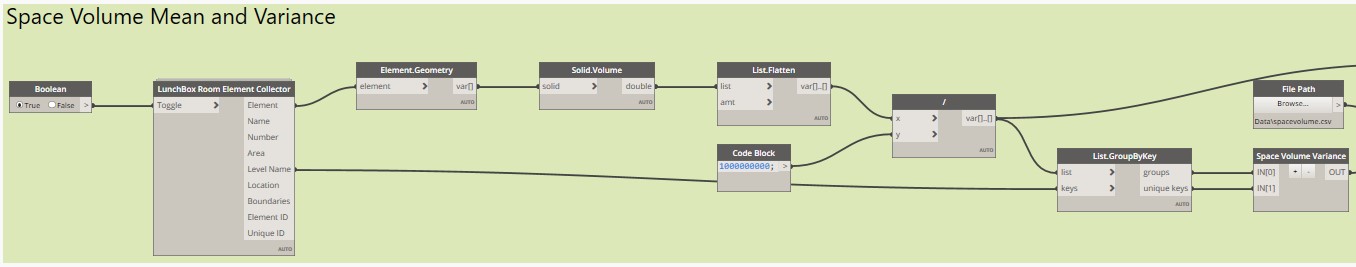 Space Volume Mean and Variance
Boolean
True False >
LunchBox Room Element Collector
Toggle > Element
Name
Number
Area
Level Name
Location
Boundaries
Element ID
Unique ID
AUTO
Element.Geometry
element > var[]
AUTO
Solid.Volume
solid > double
AUTO
List.Flatten
list > var[]..[]
amt >
AUTO
Code Block
1000000000; >
/
x > var[]..[]
y >
AUTO
List.GroupByKey
list > groups
keys > unique keys
AUTO
File Path
Browse... >
Data\spacevolume.csv
Space Volume Variance
IN[0] + - OUT
IN[1]
AUTO